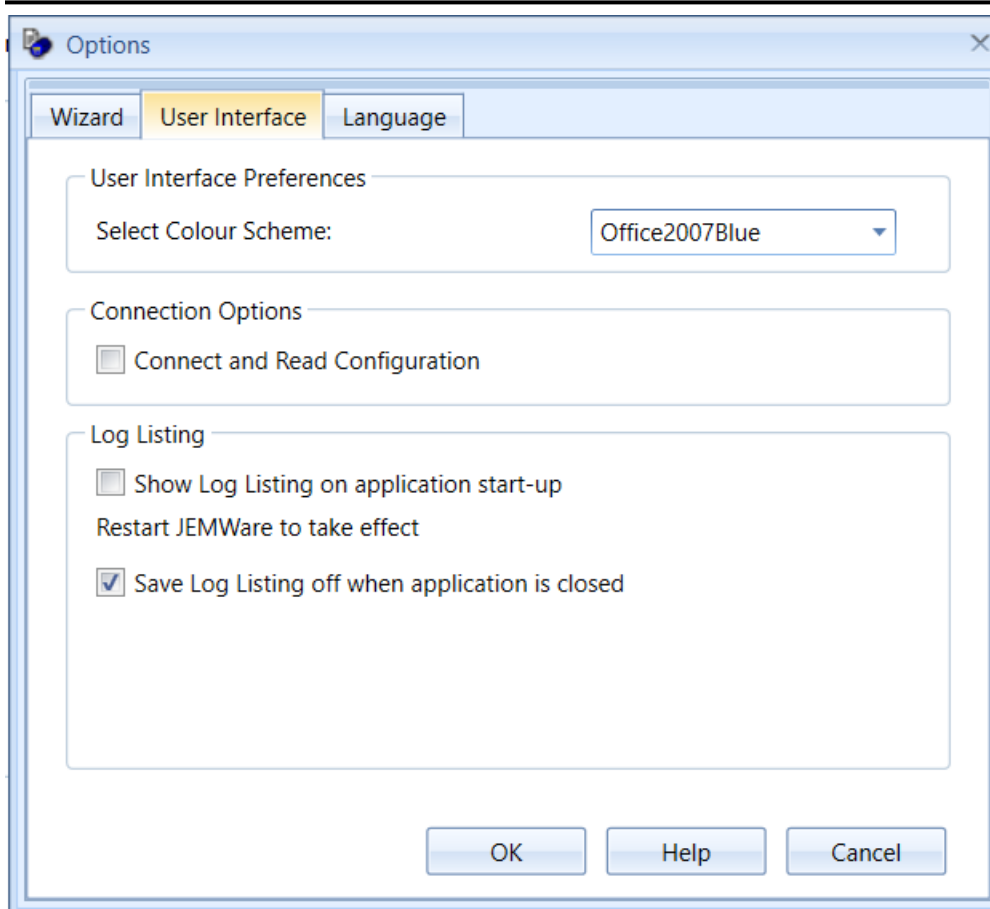 Options
Wizard User Interface Language
User Interface Preferences
Select Colour Scheme: Office2007Blue
Connection Options
Connect and Read Configuration
Log Listing
Show Log Listing on application start-up
Restart JEMWare to take effect
Save Log Listing off when application is closed
OK Help Cancel